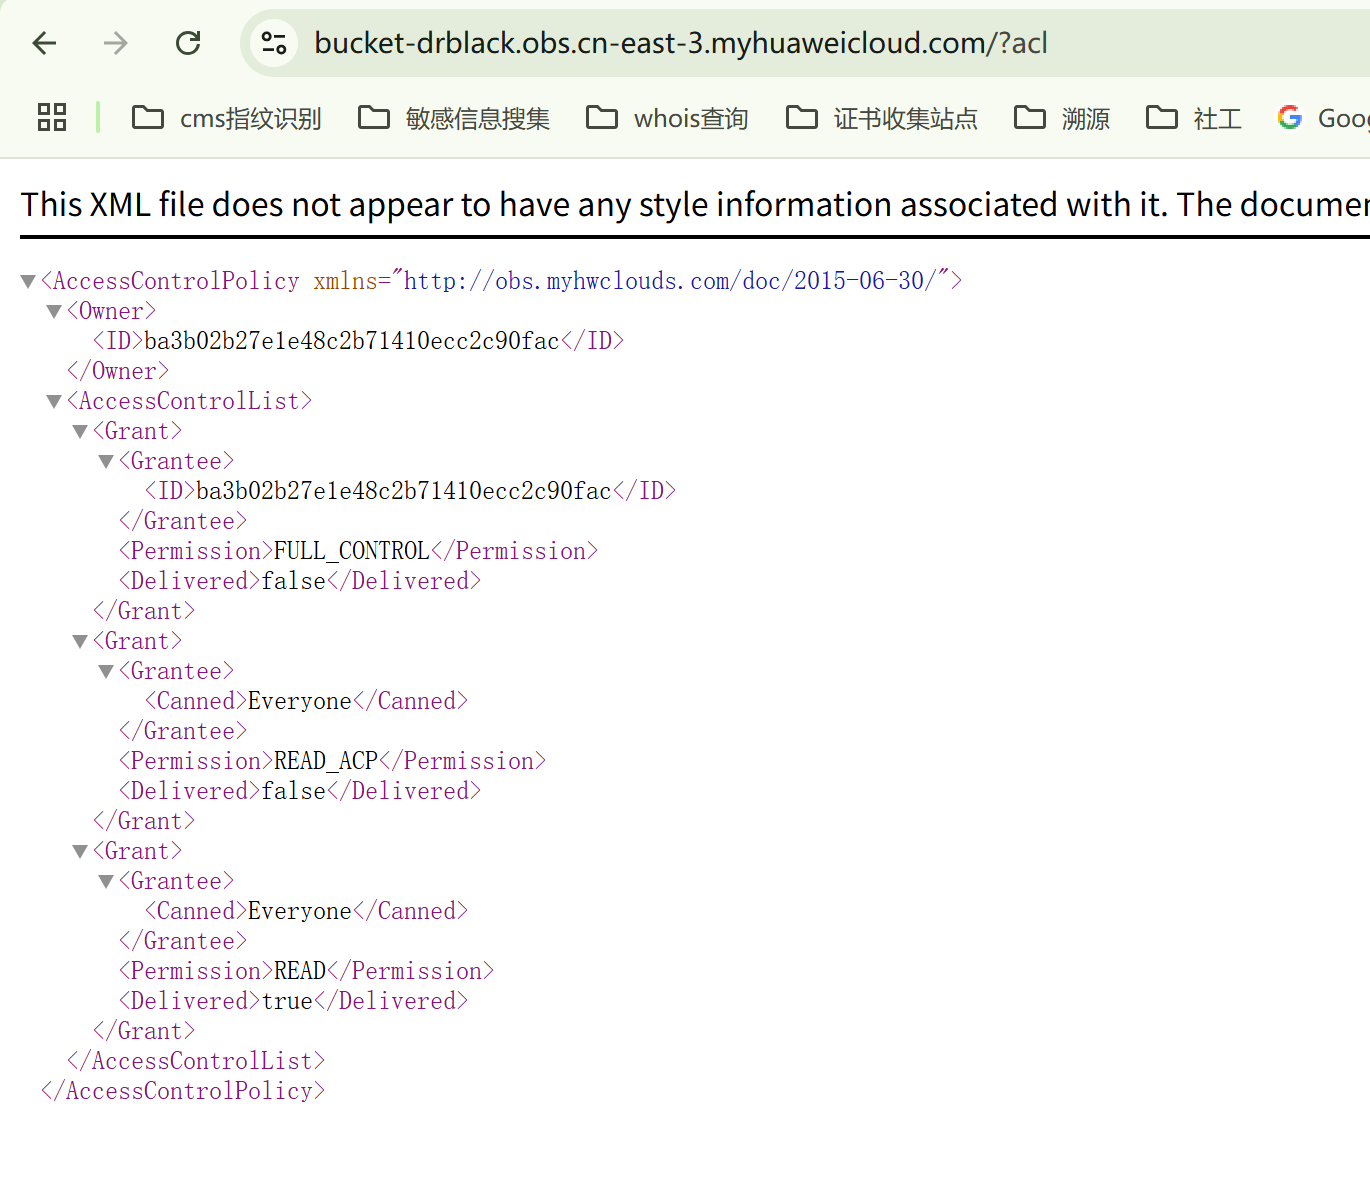 bucket-drblack.obs.cn-east-3.myhuaweicloud.com/?acl
cms指纹识别 敏感信息搜集 whois查询 证书收集站点 溯源 社工 Goog
This XML file does not appear to have any style information associated with it. The documen
<AccessControlPolicy xmlns="http://obs.myhwclouds.com/doc/2015-06-30/">
<Owner>
<ID>ba3b02b27e1e48c2b71410ecc2c90fac</ID>
</Owner>
<AccessControlList>
<Grant>
<Grantee>
<ID>ba3b02b27e1e48c2b71410ecc2c90fac</ID>
</Grantee>
<Permission>FULL_CONTROL</Permission>
<Delivered>false</Delivered>
</Grant>
<Grant>
<Grantee>
<Canned>Everyone</Canned>
</Grantee>
<Permission>READ_ACP</Permission>
<Delivered>false</Delivered>
</Grant>
<Grant>
<Grantee>
<Canned>Everyone</Canned>
</Grantee>
<Permission>READ</Permission>
<Delivered>true</Delivered>
</Grant>
</AccessControlList>
</AccessControlPolicy>